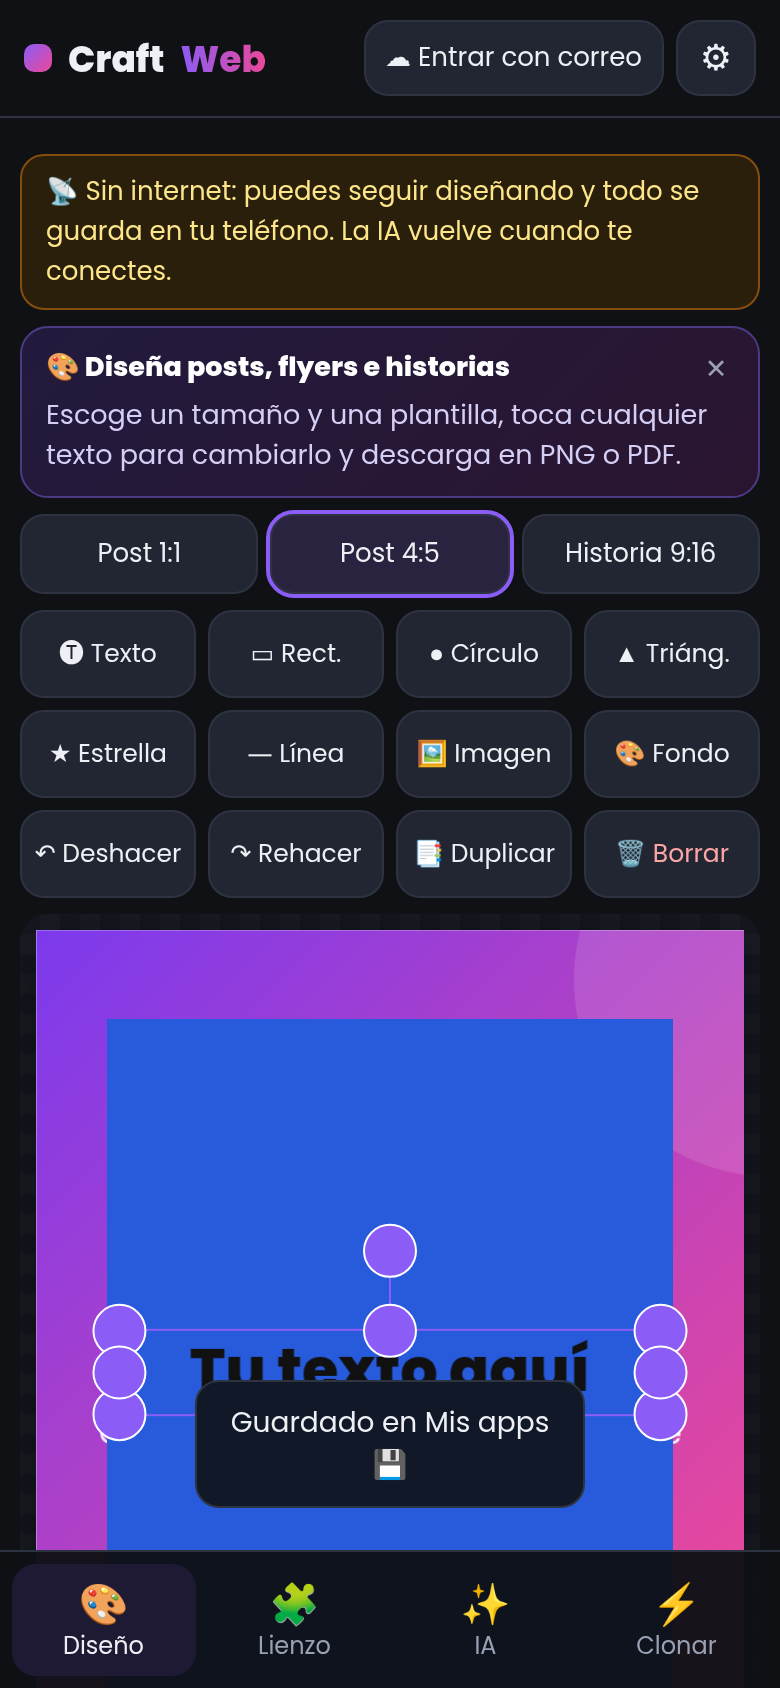 Craft Web
☁ Entrar con correo
⚙
📡 Sin internet: puedes seguir diseñando y todo se
guarda en tu teléfono. La IA vuelve cuando te
conectes.
🎨 Diseña posts, flyers e historias
✕
Escoge un tamaño y una plantilla, toca cualquier
texto para cambiarlo y descarga en PNG o PDF.
Post 1:1
Post 4:5
Historia 9:16
🅣 Texto
▭ Rect.
● Círculo
▲ Triáng.
★ Estrella
— Línea
🖼️ Imagen
🎨 Fondo
↶ Deshacer
↷ Rehacer
📑 Duplicar
🗑️ Borrar
Tu texto aquí
Guardado en Mis apps
💾
Diseño
Lienzo
IA
Clonar